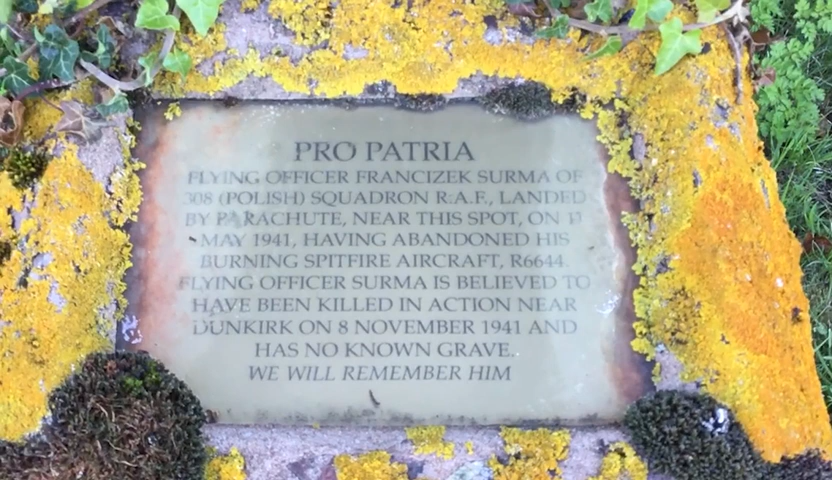 PRO PATRIA
FLYING OFFICER FRANCIZEK SURMA OF
308 (POLISH) SQUADRON R.A.F., LANDED
BY PARACHUTE, NEAR THIS SPOT, ON
MAY 1941, HAVING ABANDONED HIS
BURNING SPITFIRE AIRCRAFT, R6644.
FLYING OFFICER SURMA IS BELIEVED TO
HAVE BEEN KILLED IN ACTION NEAR
DUNKIRK ON 8 NOVEMBER 1941 AND
HAS NO KNOWN GRAVE.
WE WILL REMEMBER HIM